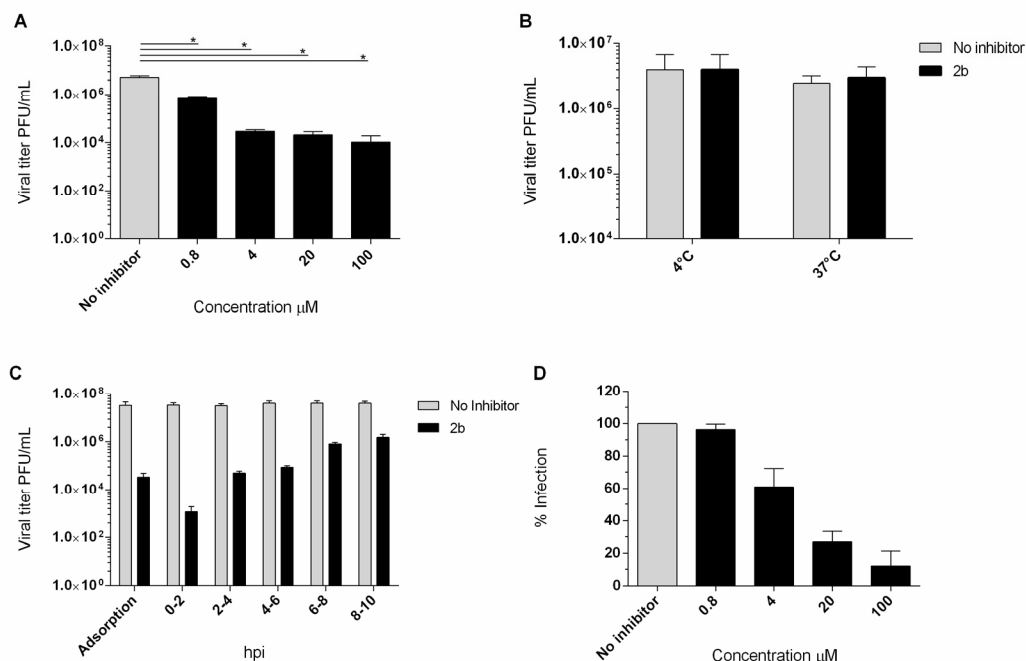 A
1.0×10⁸
1.0×10⁶
1.0×10⁴
1.0×10²
1.0×10⁰
Viral titer PFU/mL
* * * *
No inhibitor 0.8 4 20 100
Concentration μM
B
1.0×10⁷
1.0×10⁶
1.0×10⁵
1.0×10⁴
Viral titer PFU/mL
4°C 37°C
No inhibitor
2b
C
1.0×10⁸
1.0×10⁶
1.0×10⁴
1.0×10²
1.0×10⁰
Viral titer PFU/mL
Adsorption 0-2 2-4 4-6 6-8 8-10
hpi
No Inhibitor
2b
D
120
100
80
60
40
20
0
% Infection
No inhibitor 0.8 4 20 100
Concentration μM